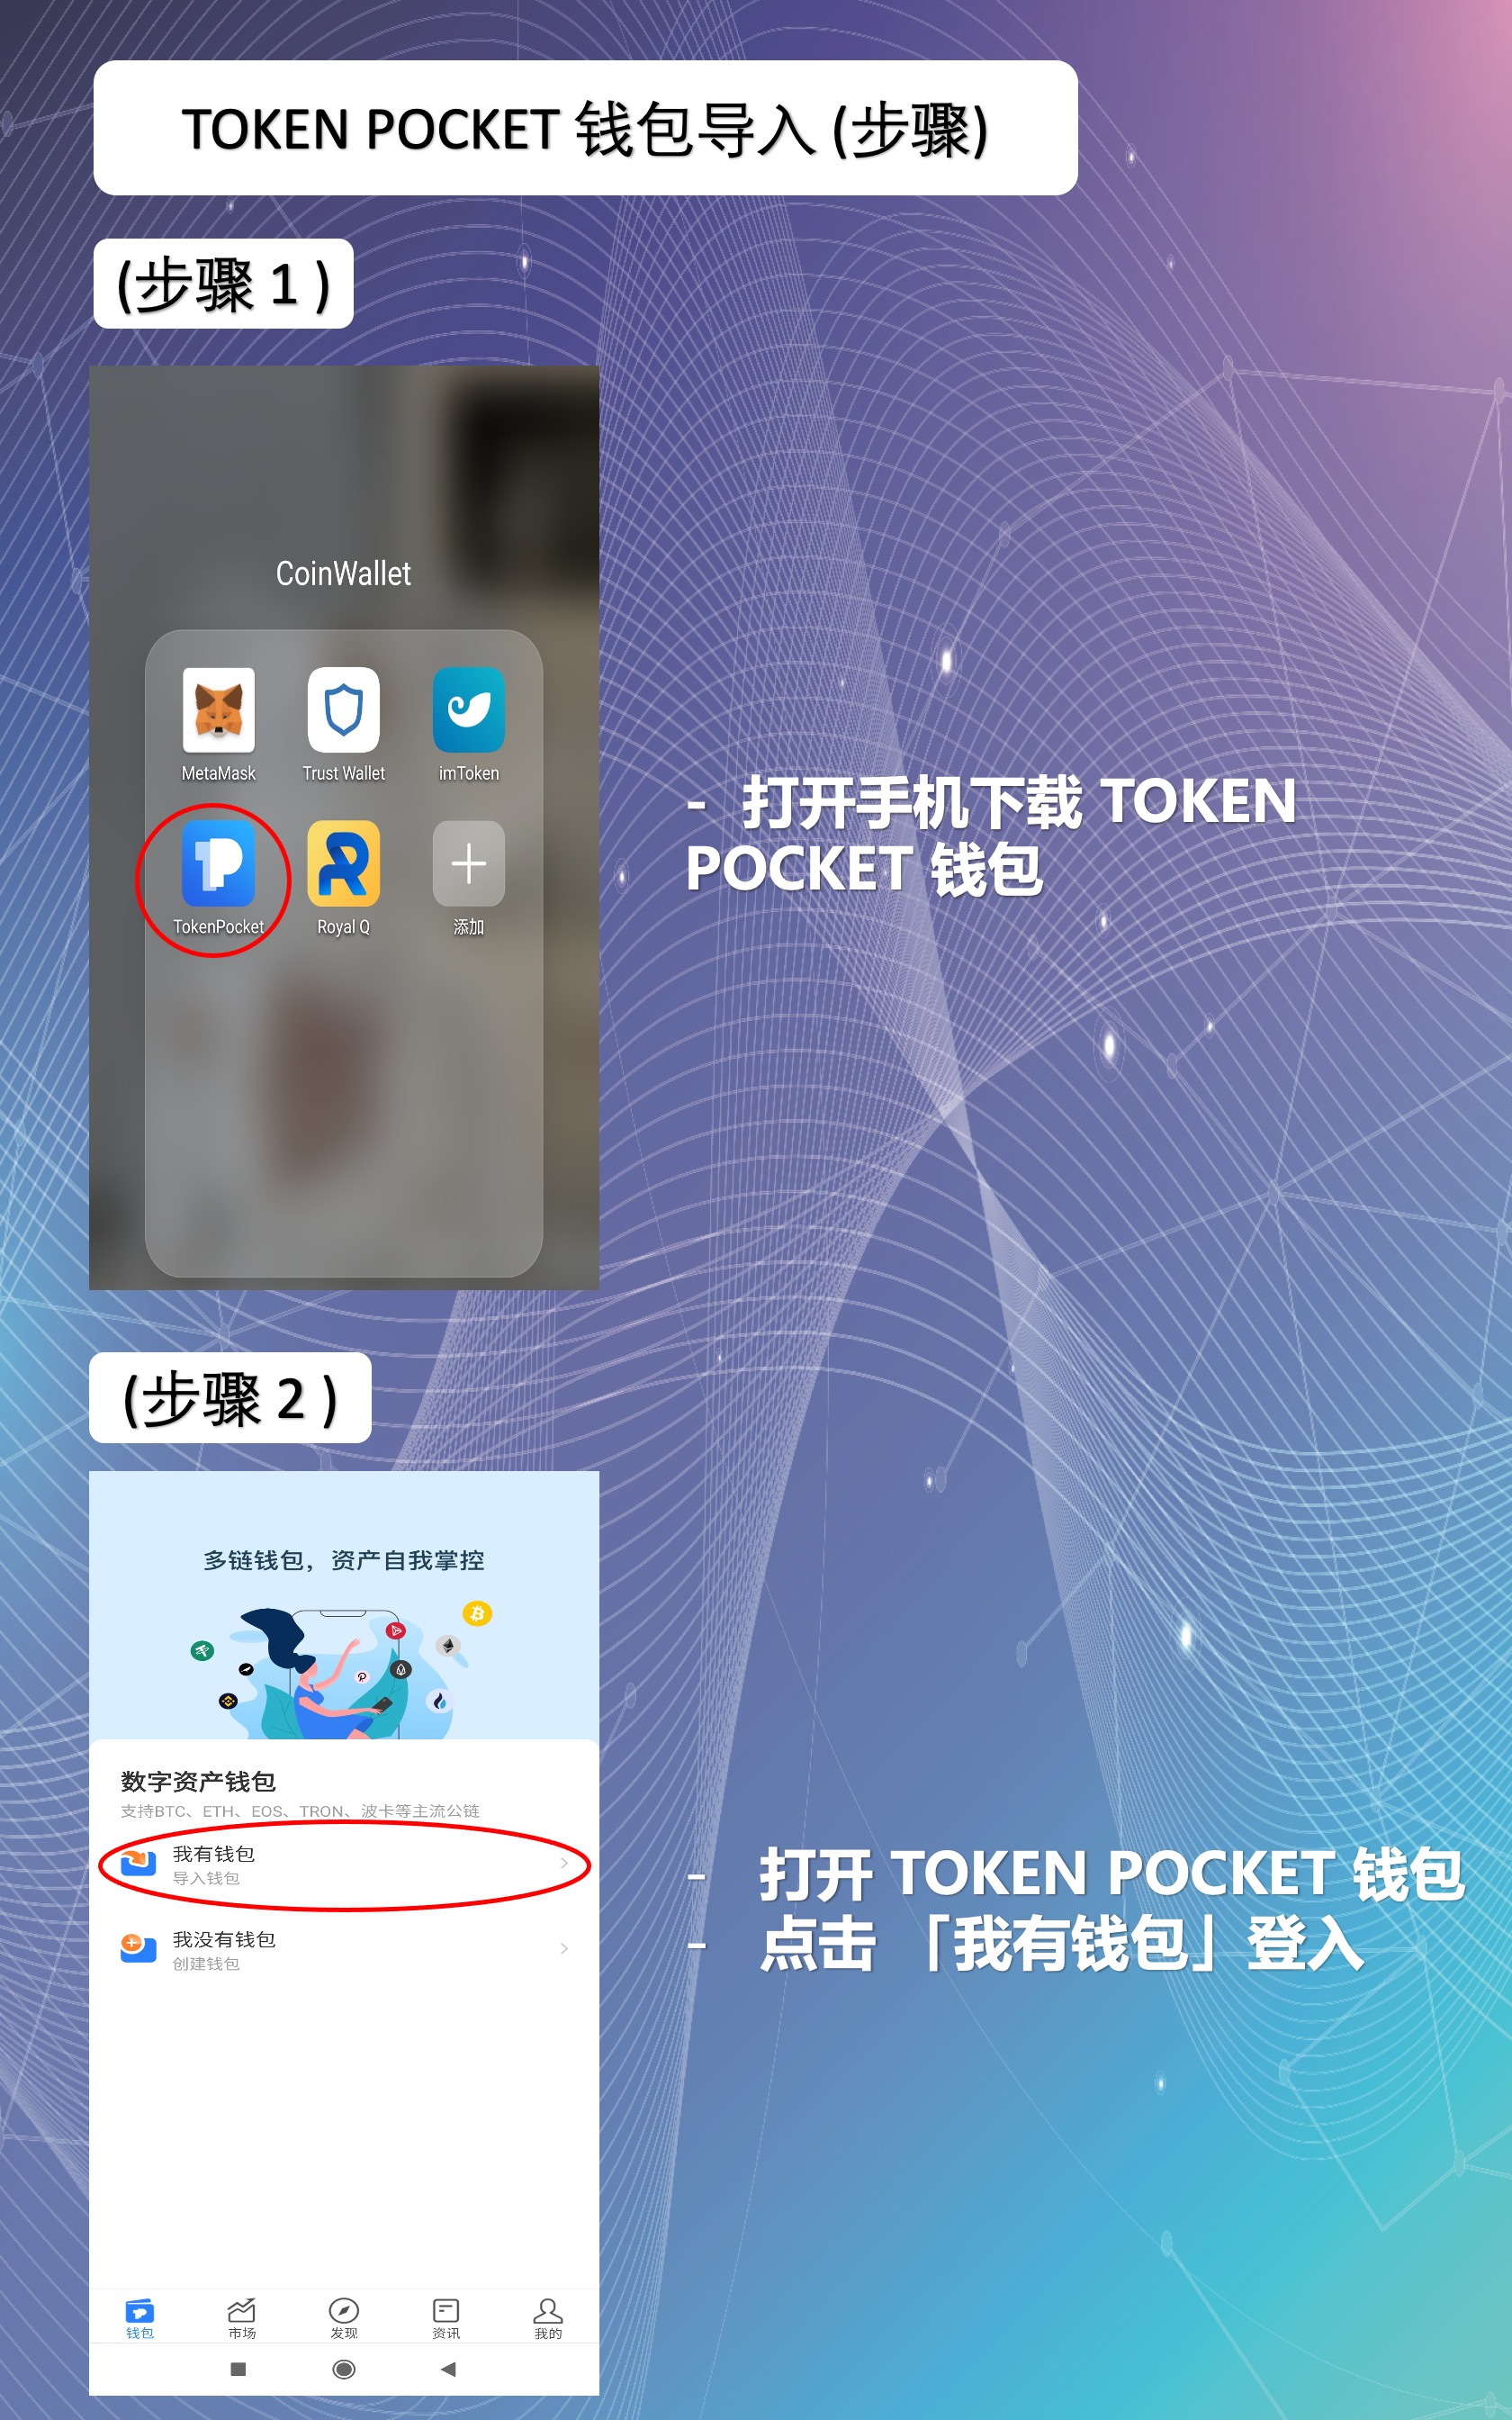 TOKEN POCKET 钱包导入 (步骤)
(步骤 1 )
CoinWallet
MetaMask
Trust Wallet
imToken
TokenPocket
Royal Q
添加
- 打开手机下载 TOKEN
POCKET 钱包
(步骤 2 )
多链钱包，资产自我掌控
数字资产钱包
支持BTC、ETH、EOS、TRON、波卡等主流公链
我有钱包
导入钱包
我没有钱包
创建钱包
- 打开 TOKEN POCKET 钱包
- 点击 「我有钱包」登入
钱包
市场
发现
资讯
我的